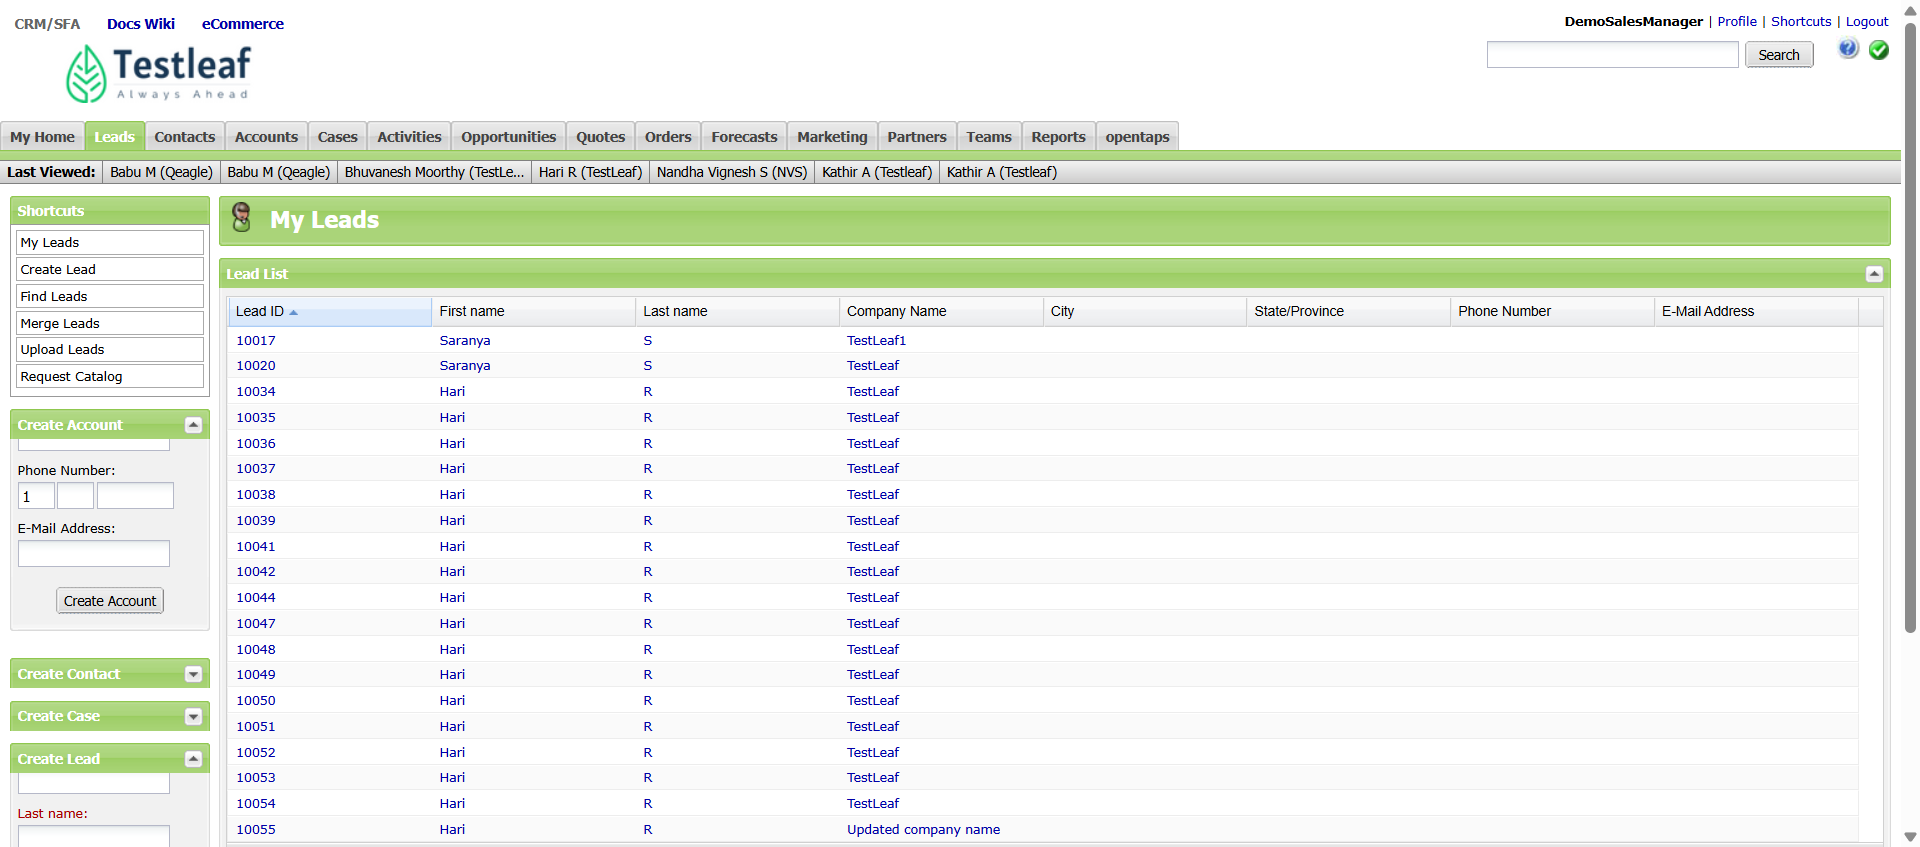 CRM/SFA Docs Wiki eCommerce
DemoSalesManager | Profile | Shortcuts | Logout
Testleaf
Always Ahead
Search
My Home Leads Contacts Accounts Cases Activities Opportunities Quotes Orders Forecasts Marketing Partners Teams Reports opentaps
Last Viewed: Babu M (Qeagle) Babu M (Qeagle) Bhuvanesh Moorthy (TestLe... Hari R (TestLeaf) Nandha Vignesh S (NVS) Kathir A (Testleaf) Kathir A (Testleaf)
Shortcuts
My Leads
Create Lead
Find Leads
Merge Leads
Upload Leads
Request Catalog
Create Account
Phone Number:
1
E-Mail Address:
Create Account
Create Contact
Create Case
Create Lead
Last name:
My Leads
Lead List
Lead ID First name Last name Company Name City State/Province Phone Number E-Mail Address
10017 Saranya S TestLeaf1
10020 Saranya S TestLeaf
10034 Hari R TestLeaf
10035 Hari R TestLeaf
10036 Hari R TestLeaf
10037 Hari R TestLeaf
10038 Hari R TestLeaf
10039 Hari R TestLeaf
10041 Hari R TestLeaf
10042 Hari R TestLeaf
10044 Hari R TestLeaf
10047 Hari R TestLeaf
10048 Hari R TestLeaf
10049 Hari R TestLeaf
10050 Hari R TestLeaf
10051 Hari R TestLeaf
10052 Hari R TestLeaf
10053 Hari R TestLeaf
10054 Hari R TestLeaf
10055 Hari R Updated company name